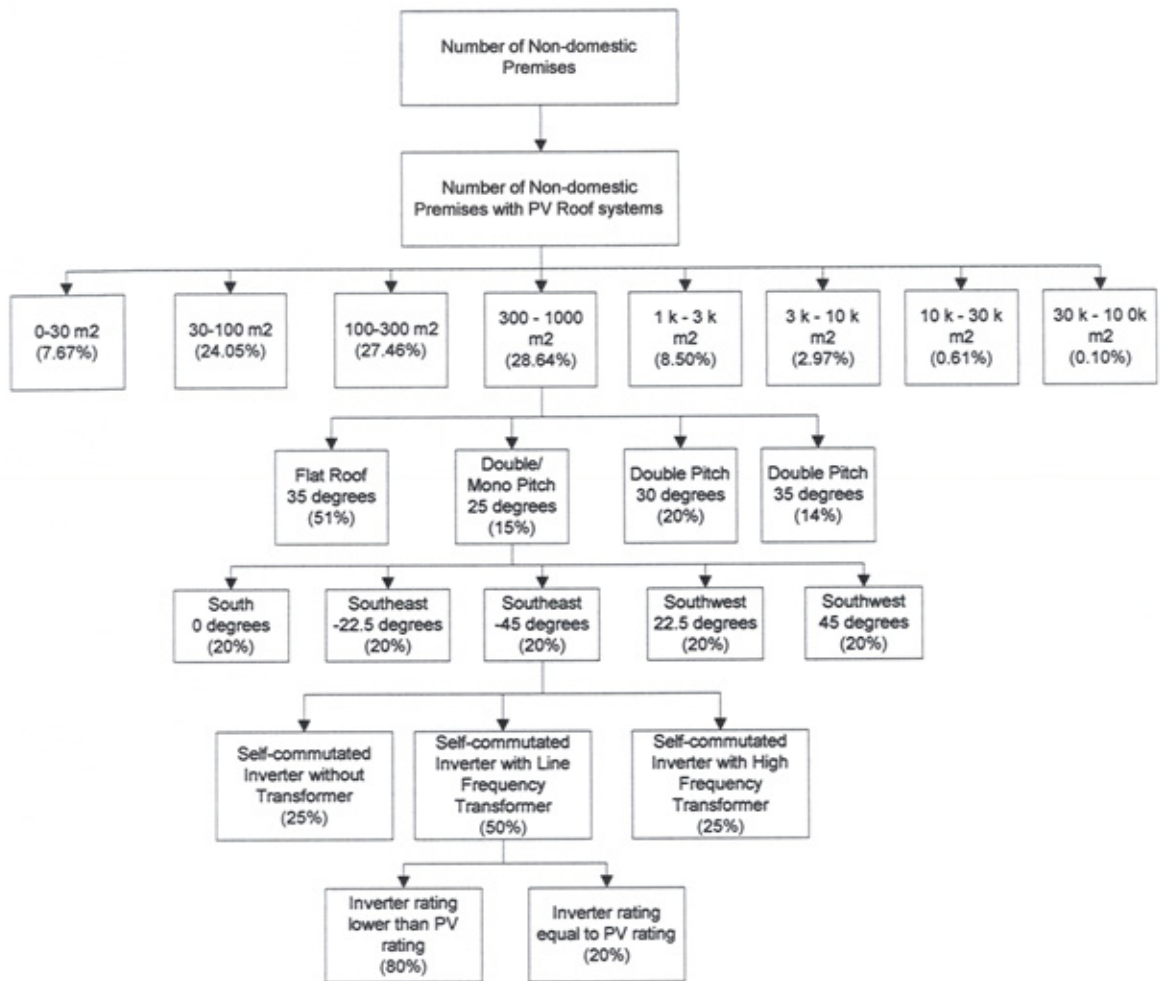 Number of Non-domestic
Premises
Number of Non-domestic
Premises with PV Roof systems
0-30 m2
(7.67%)
30-100 m2
(24.05%)
100-300 m2
(27.46%)
300 - 1000
m2
(28.64%)
1 k - 3 k
m2
(8.50%)
3 k - 10 k
m2
(2.97%)
10 k - 30 k
m2
(0.61%)
30 k - 10 0k
m2
(0.10%)
Flat Roof
35 degrees
(51%)
Double/
Mono Pitch
25 degrees
(15%)
Double Pitch
30 degrees
(20%)
Double Pitch
35 degrees
(14%)
South
0 degrees
(20%)
Southeast
-22.5 degrees
(20%)
Southeast
-45 degrees
(20%)
Southwest
22.5 degrees
(20%)
Southwest
45 degrees
(20%)
Self-commutated
Inverter without
Transformer
(25%)
Self-commutated
Inverter with Line
Frequency
Transformer
(50%)
Self-commutated
Inverter with High
Frequency
Transformer
(25%)
Inverter rating
lower than PV
rating
(80%)
Inverter rating
equal to PV rating
(20%)